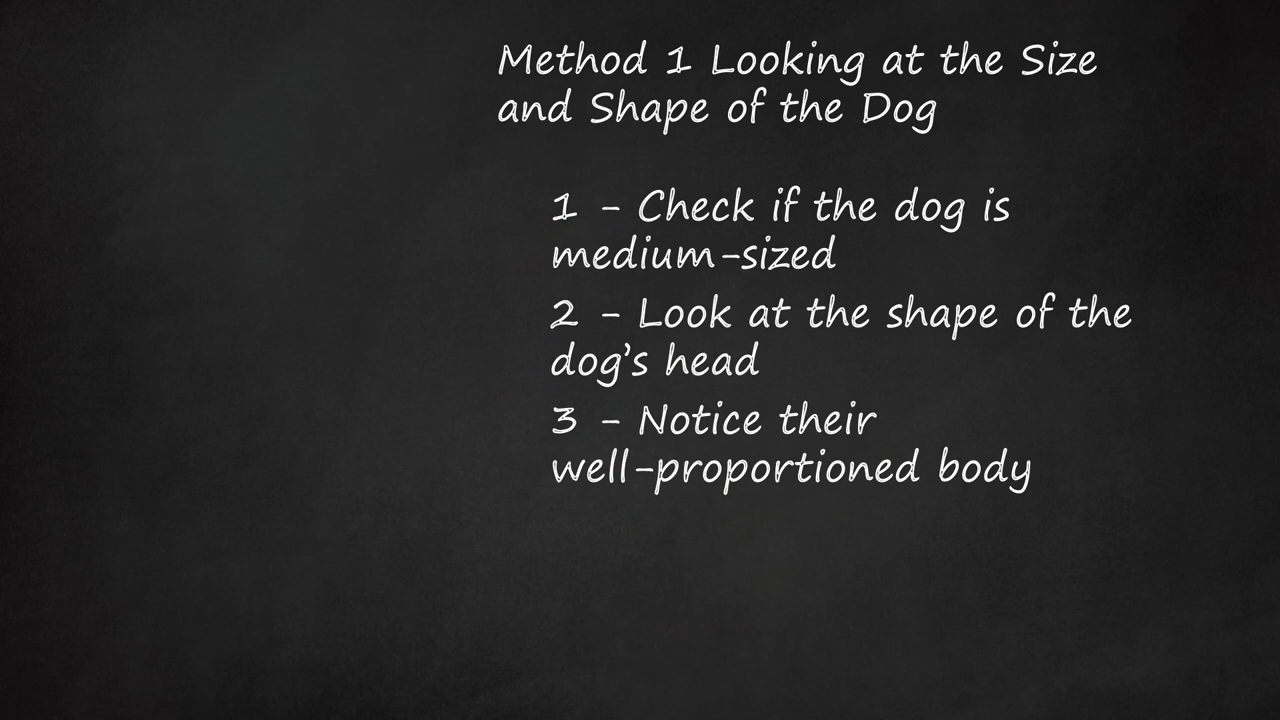 Method 1 Looking at the Size
and Shape of the Dog
1 - Check if the dog is
medium-sized
2 - Look at the shape of the
dog’s head
3 - Notice their
well-proportioned body